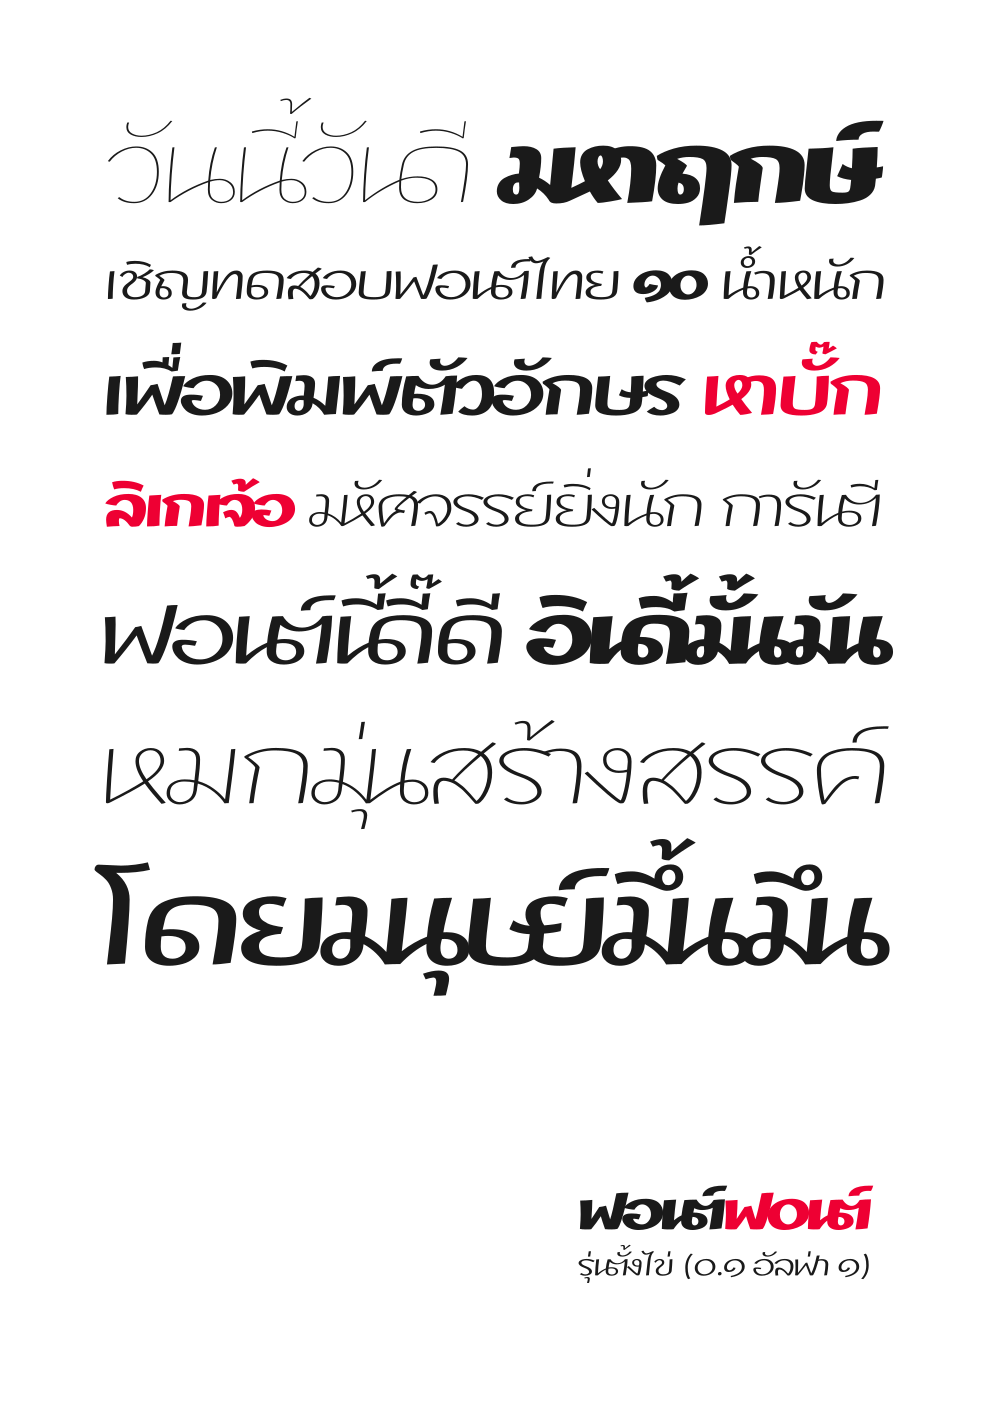 วันนี้วันดี มหาฤกษ์
เชิญทดสอบฟอนต์ไทย ๑๐ น้ำหนัก
เพื่อพิมพ์ตัวอักษร หาบั๊ก
ลิเกเจ้อ มหัศจรรย์ยิ่งนัก การันตี
ฟอนต์นี้ดี๊ดี อินดี้มั้นมัน
หมกมุ่นสร้างสรรค์
โดยมนุษย์มึ้นมึน
ฟอนต์ฟอนต์
รุ่นตั้งไข่ (๐.๑ อัลฟ่า ๑)